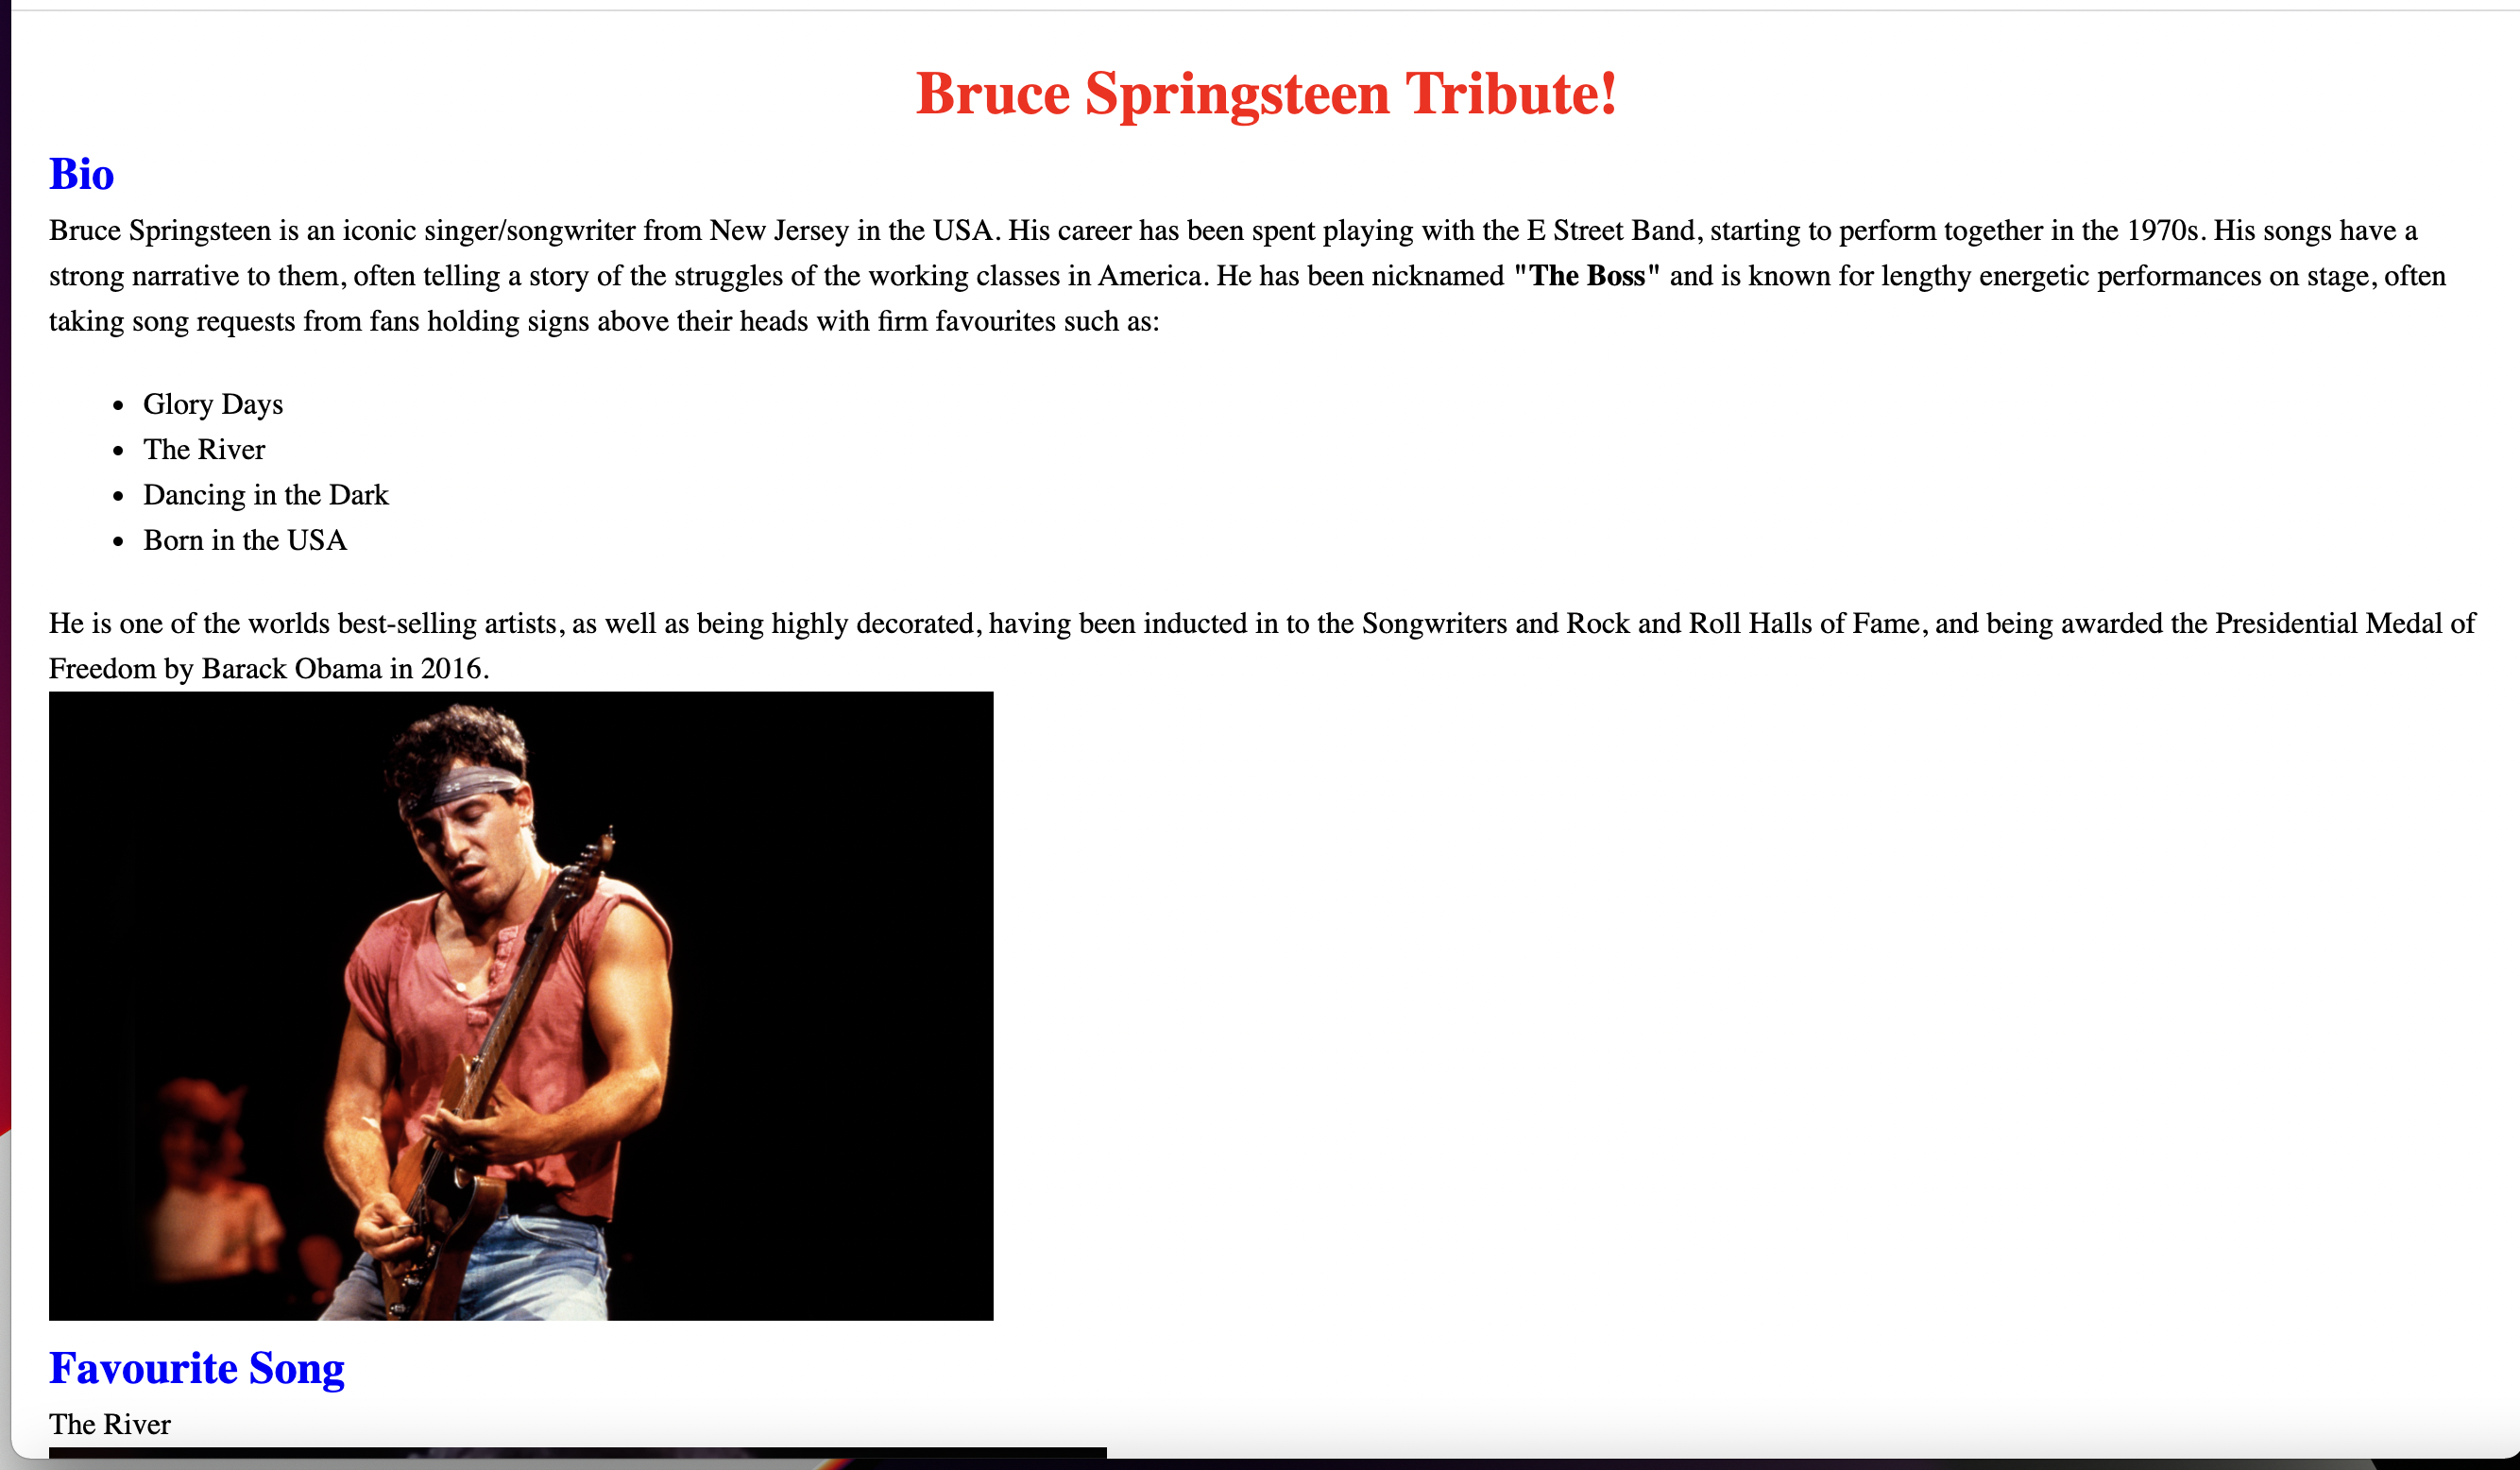 Bruce Springsteen Tribute!
Bio
Bruce Springsteen is an iconic singer/songwriter from New Jersey in the USA. His career has been spent playing with the E Street Band, starting to perform together in the 1970s. His songs have a
strong narrative to them, often telling a story of the struggles of the working classes in America. He has been nicknamed "The Boss" and is known for lengthy energetic performances on stage, often
taking song requests from fans holding signs above their heads with firm favourites such as:
• Glory Days
• The River
• Dancing in the Dark
• Born in the USA
He is one of the worlds best-selling artists, as well as being highly decorated, having been inducted in to the Songwriters and Rock and Roll Halls of Fame, and being awarded the Presidential Medal of
Freedom by Barack Obama in 2016.
Favourite Song
The River